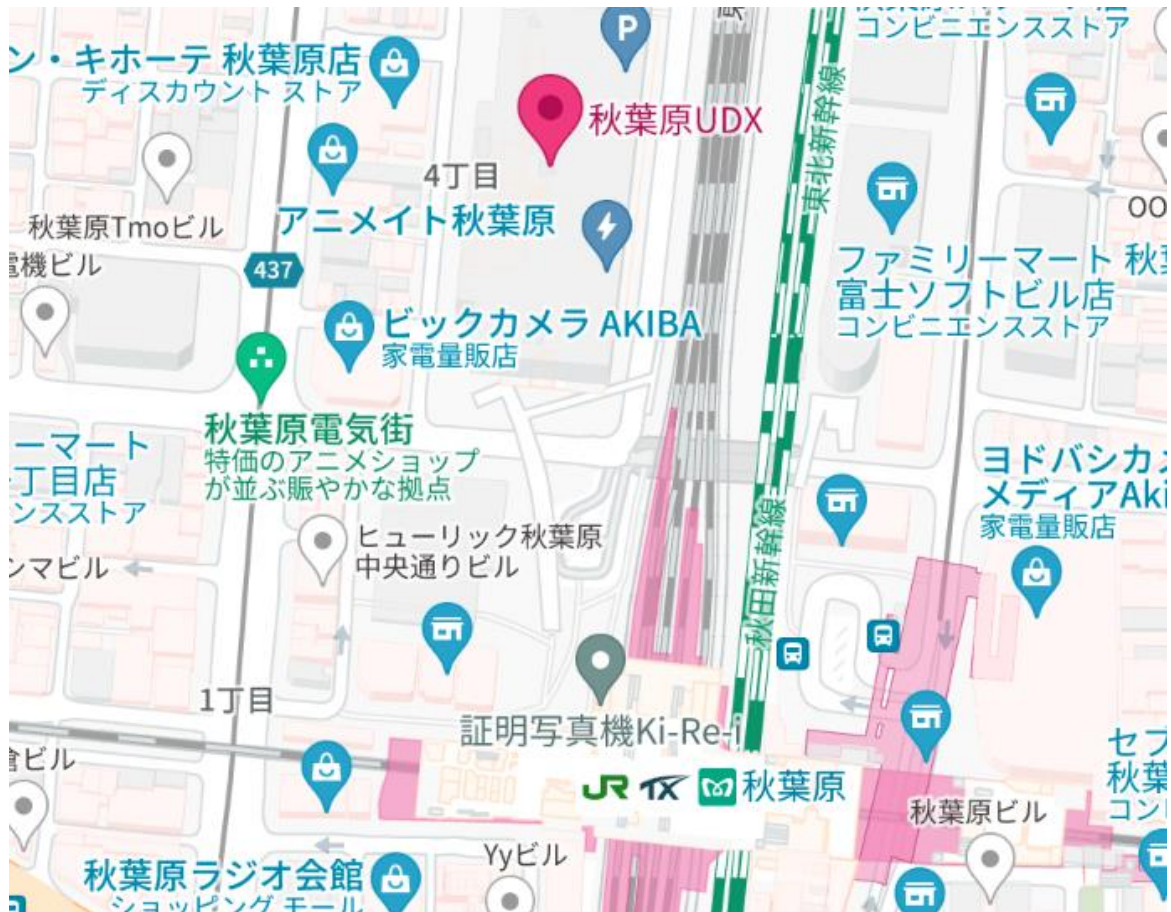 コンビニエンスストア
ン・キホーテ 秋葉原店
ディスカウント ストア
P
秋葉原UDX
東北新幹線
4丁目
アニメイト秋葉原
秋葉原Tmoビル
電機ビル
437
OO
ファミリーマート 秋葉
富士ソフトビル店
コンビニエンスストア
ビックカメラ AKIBA
家電量販店
秋葉原電気街
特価のアニメショップ
が並ぶ賑やかな拠点
ーマート
丁目店
ンスストア
ヨドバシカメ
メディアAki
家電量販店
ヒューリック秋葉原
中央通りビル
ンマビル
秋田新幹線
1丁目
証明写真機Ki-Re-i
倉ビル
JR TX 秋葉原
セブ
秋葉
コン
秋葉原ビル
Yyビル
秋葉原ラジオ会館
ショッピング モール